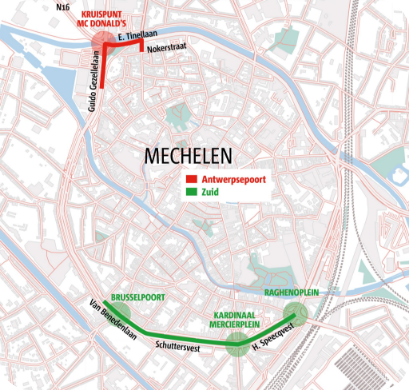 N16
KRUISPUNT
MC DONALD'S
E. Tinellaan
Nokerstraat
Guido Gezellelaan
MECHELEN
Antwerpsepoort
Zuid
BRUSSELPOORT
RAGHENOPLEIN
Van Benedenlaan
KARDINAAL
MERCIERPLEIN
Schuttersvest
H. Speecqvest